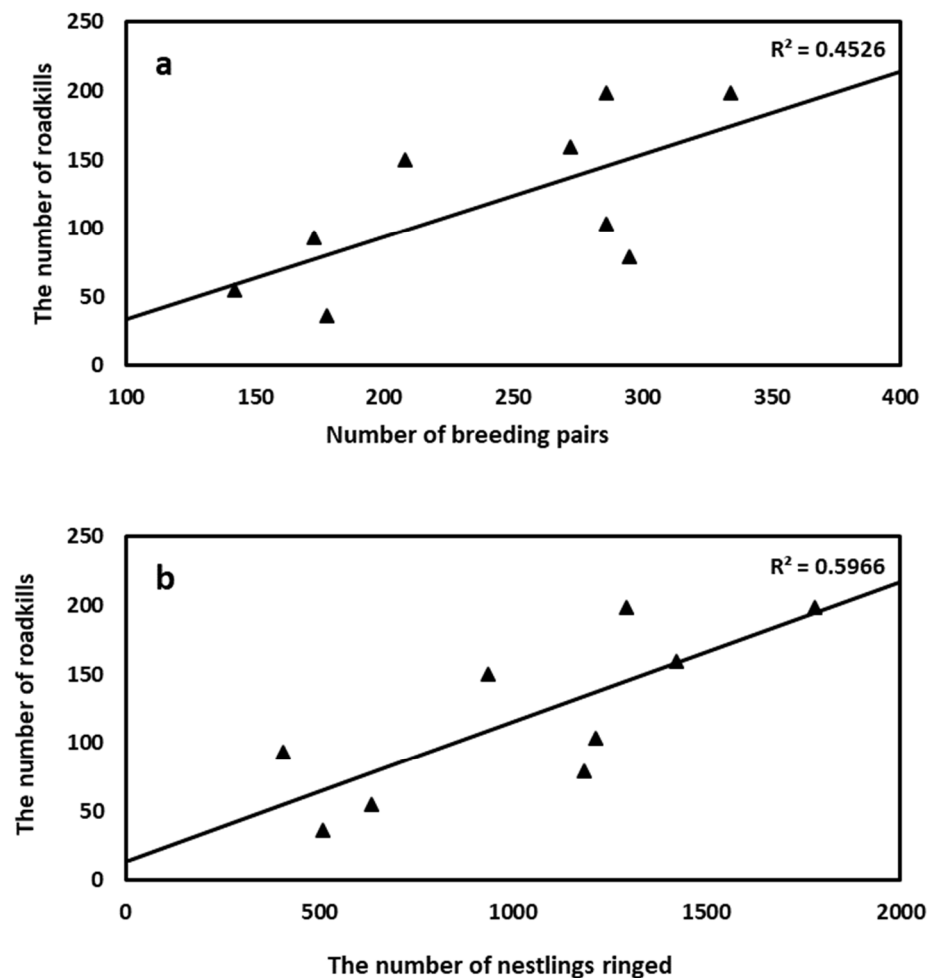 250
a
R² = 0.4526
200
150
100
50
0
The number of roadkills
100 150 200 250 300 350 400
Number of breeding pairs
250
b
R² = 0.5966
200
150
100
50
0
The number of roadkills
0 500 1000 1500 2000
The number of nestlings ringed